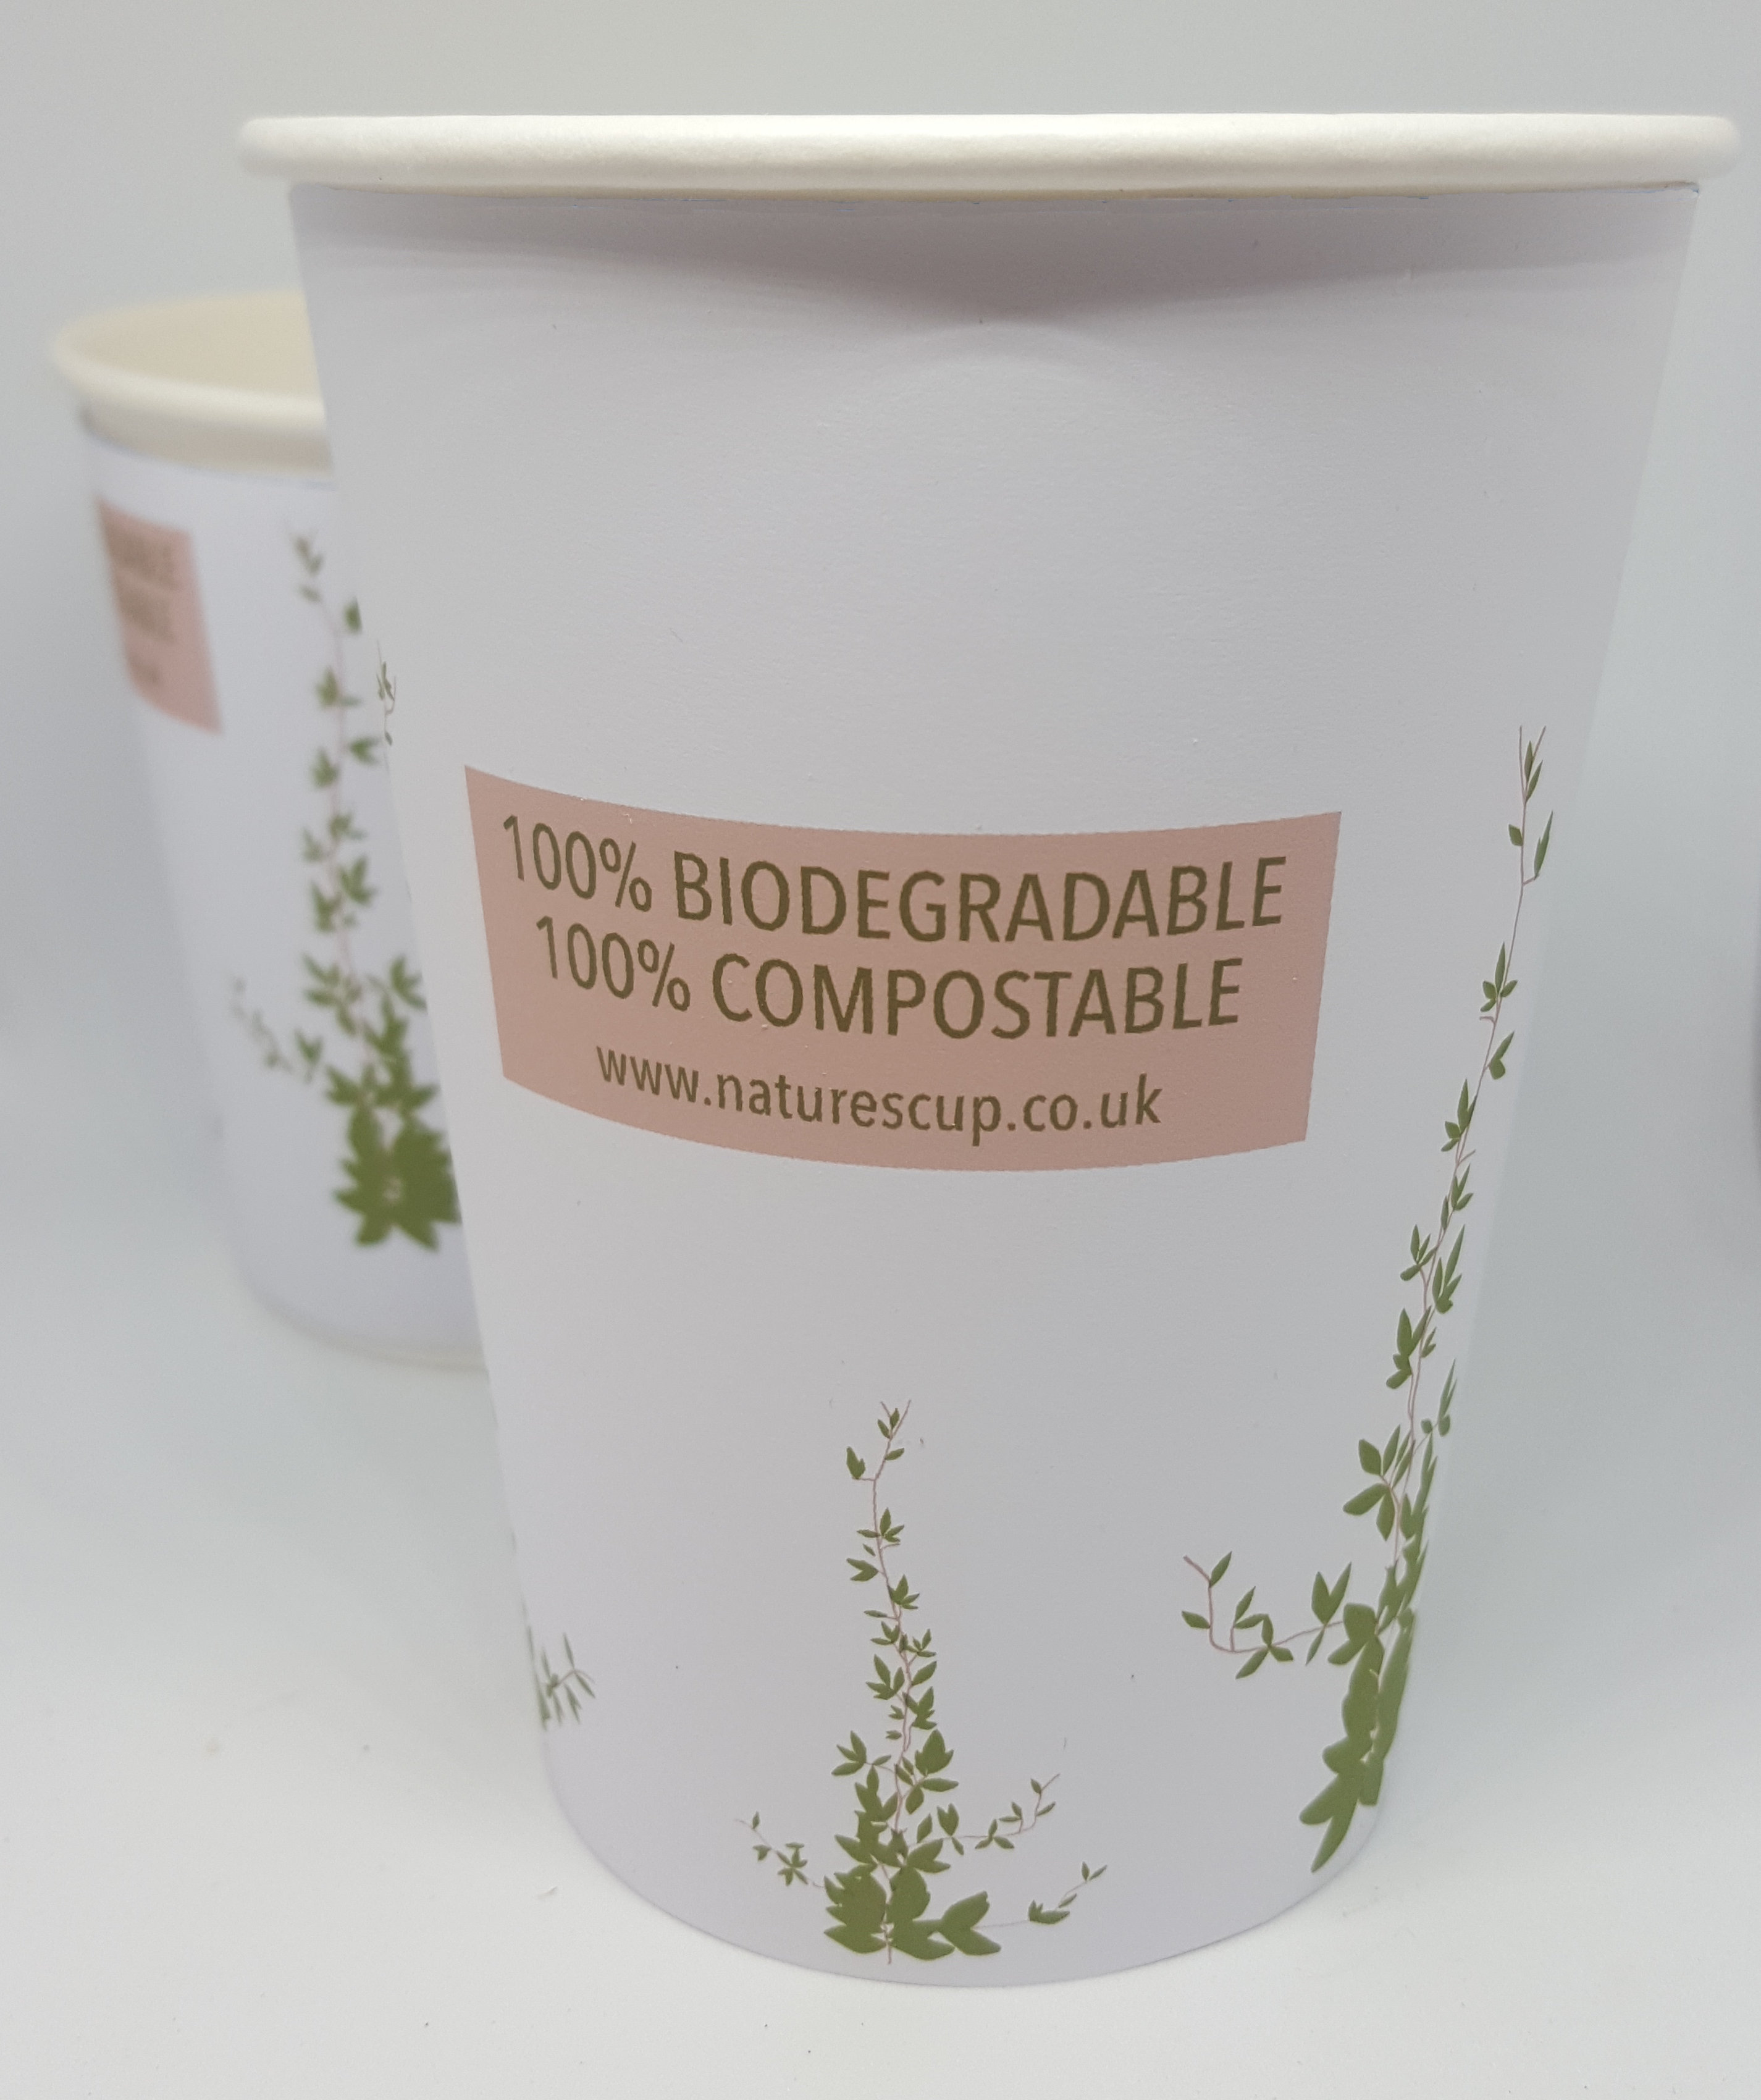 100% BIODEGRADABLE
100% COMPOSTABLE
www.naturescup.co.uk